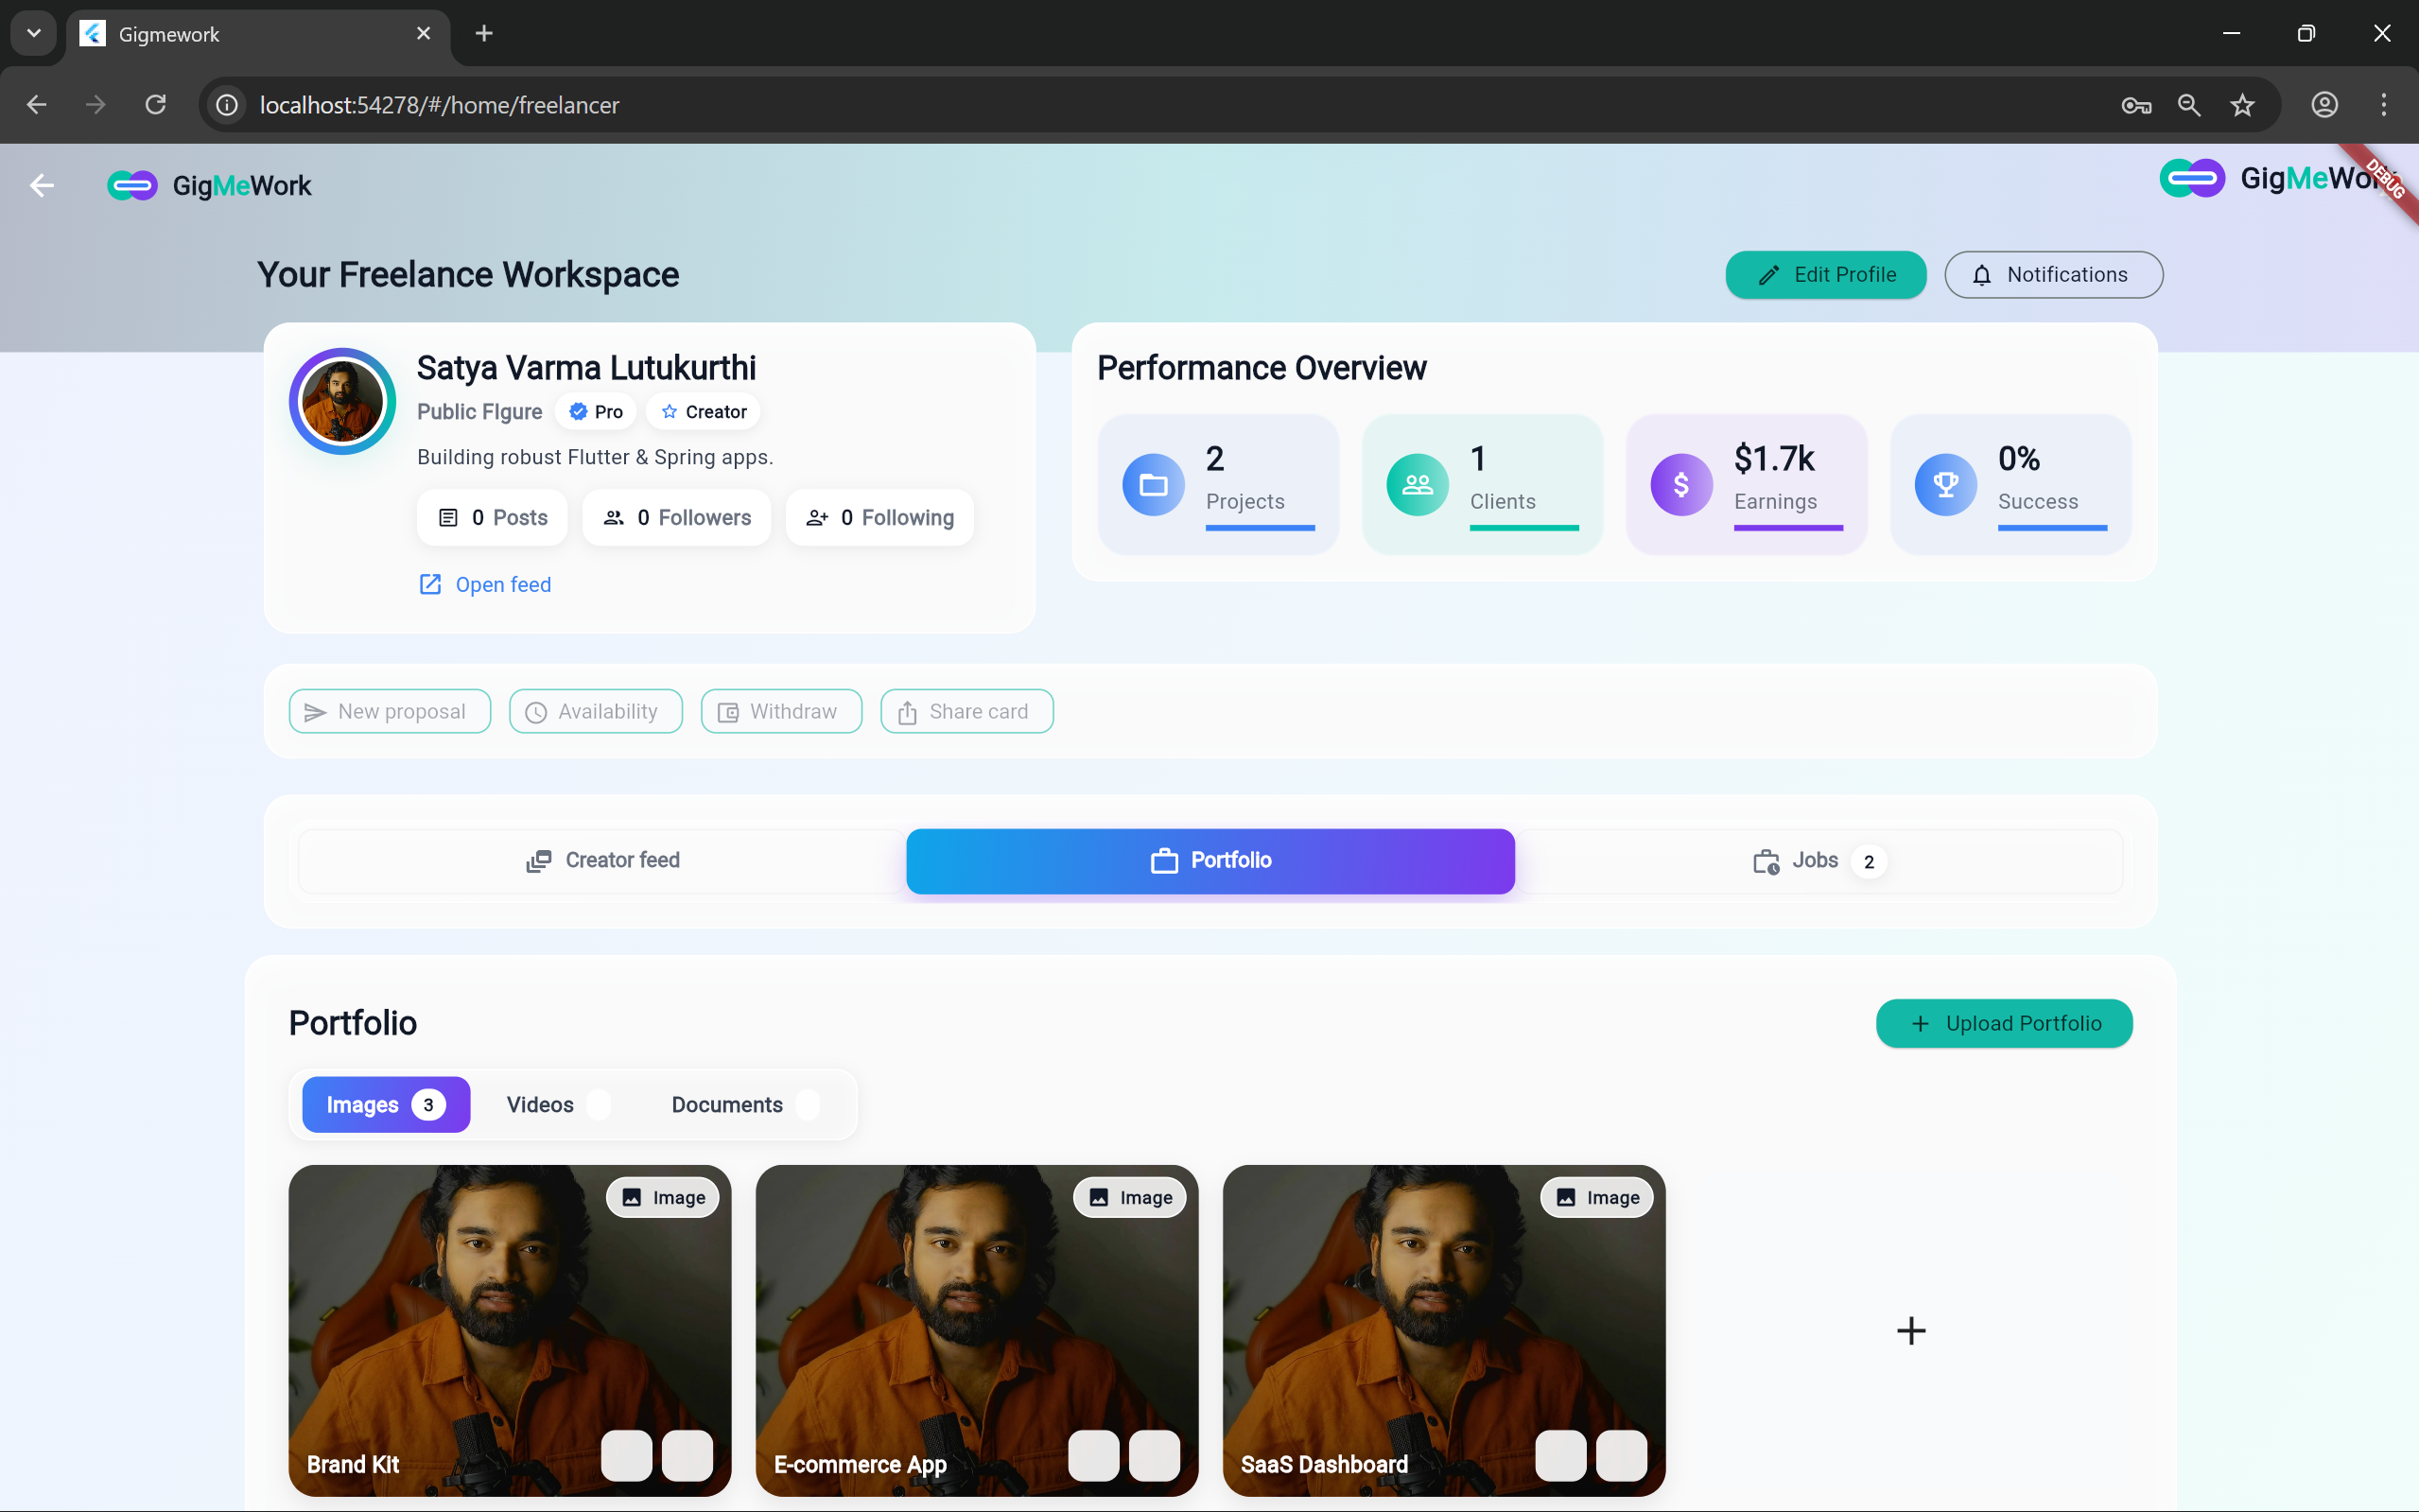 Gigmework
localhost:54278/#/home/freelancer
GigMeWork
GigMeWork
DEBUG
Your Freelance Workspace
Edit Profile
Notifications
Satya Varma Lutukurthi
Public FIgure
Pro
Creator
Building robust Flutter & Spring apps.
0 Posts
0 Followers
0 Following
Open feed
Performance Overview
2
Projects
1
Clients
$1.7k
Earnings
0%
Success
New proposal
Availability
Withdraw
Share card
Creator feed
Portfolio
Jobs 2
Portfolio
Upload Portfolio
Images 3
Videos
Documents
Image
Image
Image
Brand Kit
E-commerce App
SaaS Dashboard